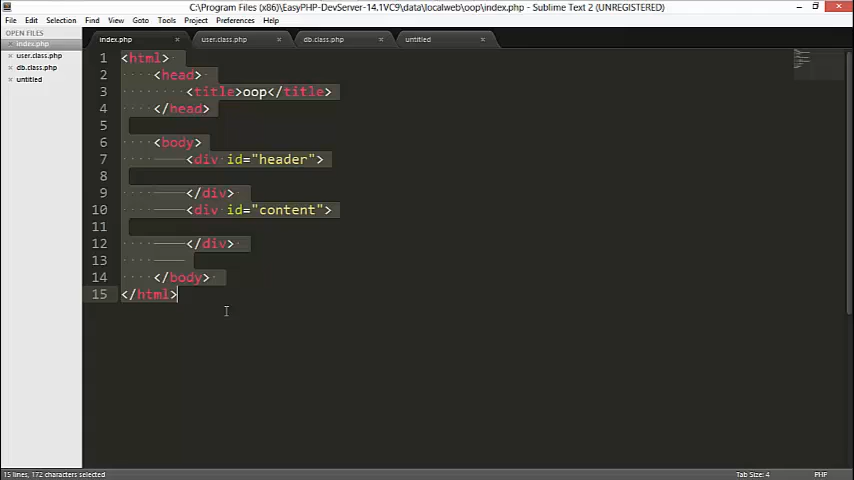 C:\Program Files (x86)\EasyPHP-DevServer-14.1VC9\data\localweb\oop\index.php - Sublime Text 2 (UNREGISTERED)
File Edit Selection Find View Goto Tools Project Preferences Help
OPEN FILES
index.php
user.class.php
db.class.php
untitled
index.php × user.class.php × db.class.php × untitled ×
1 <html>
2 <head>
3 <title>oop</title>
4 </head>
5
6 <body>
7 <div id="header">
8
9 </div>
10 <div id="content">
11
12 </div>
13
14 </body>
15 </html>
15 lines, 172 characters selected
Tab Size: 4 PHP